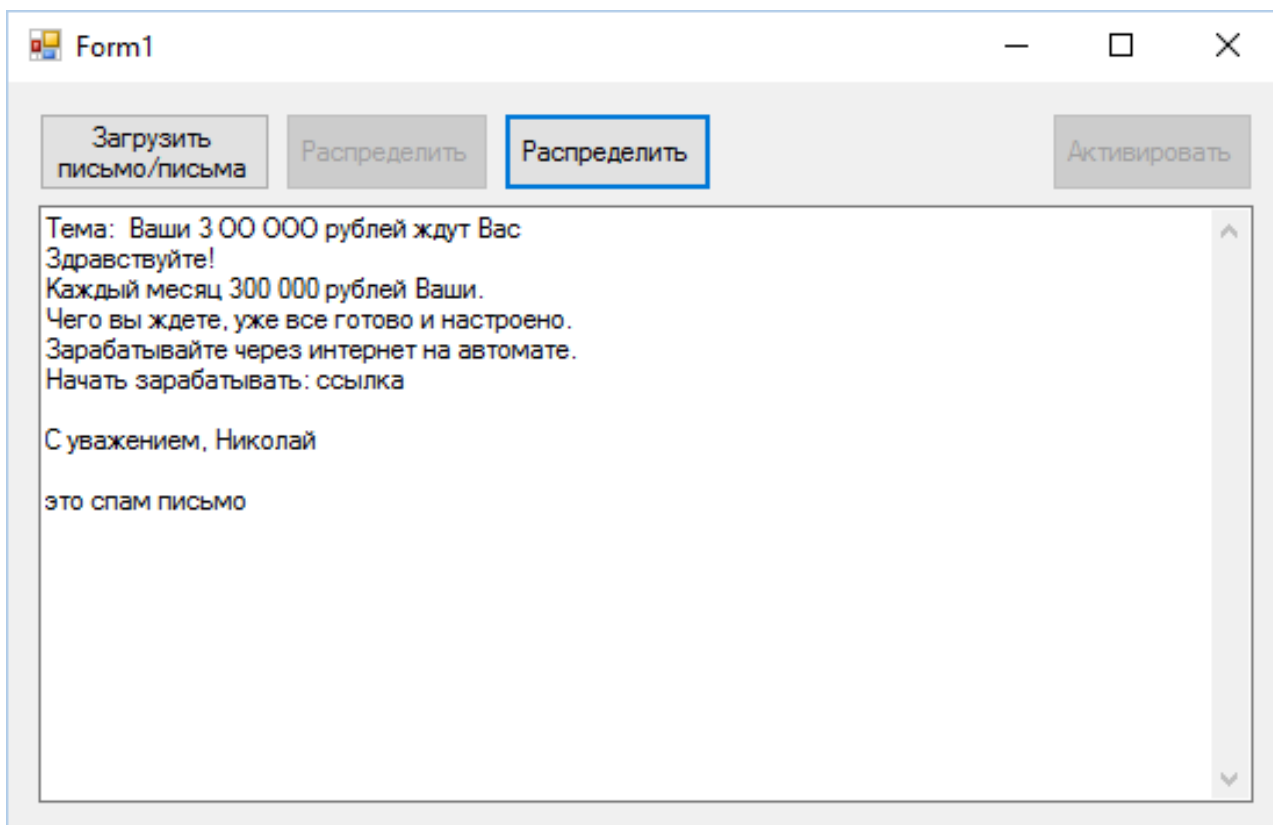 Form1
Загрузить
письмо/письма
Распределить
Распределить
Активировать
Тема:  Ваши 3 ОО ООО рублей ждут Вас
Здравствуйте!
Каждый месяц 300 000 рублей Ваши.
Чего вы ждете, уже все готово и настроено.
Зарабатывайте через интернет на автомате.
Начать зарабатывать: ссылка
С уважением, Николай
это спам письмо